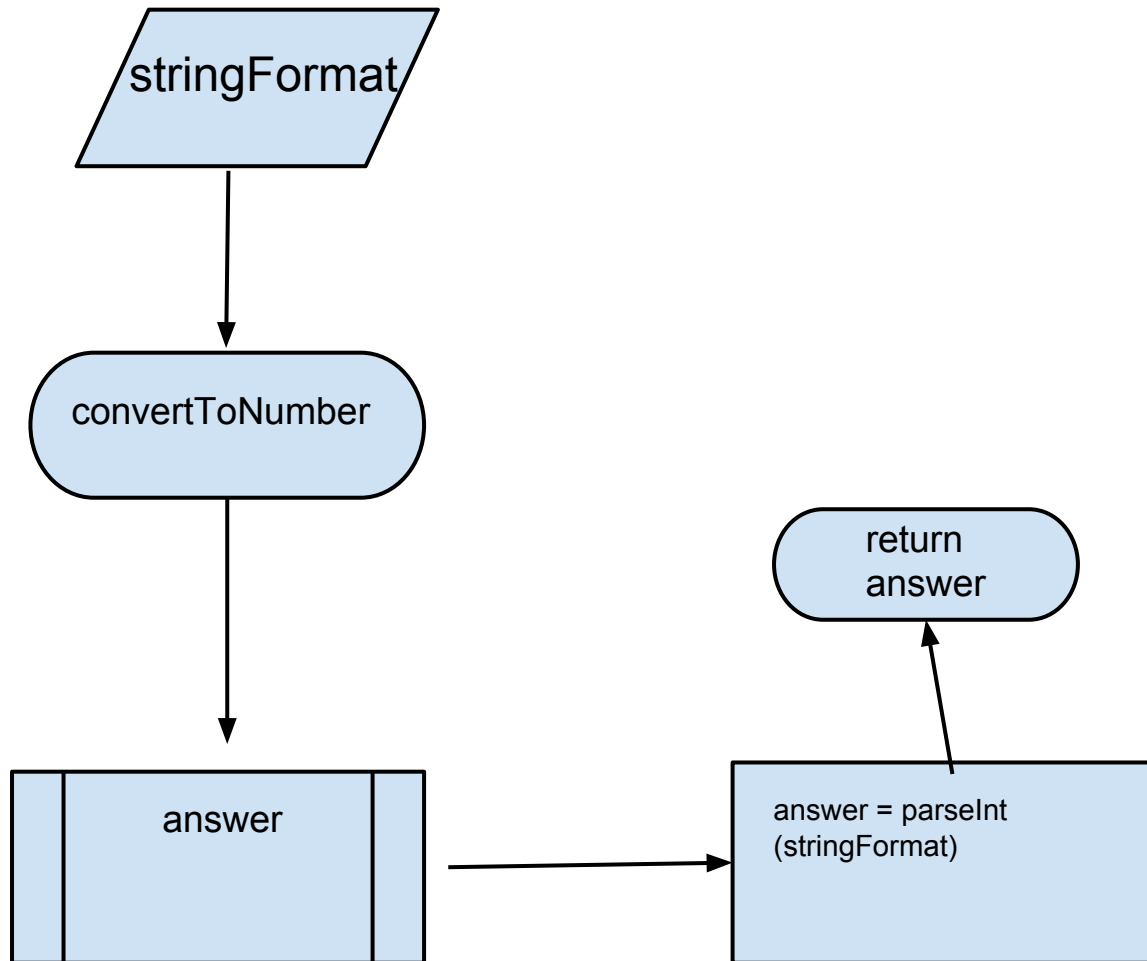 stringFormat
convertToNumber
answer
answer = parseInt
(stringFormat)
return
answer